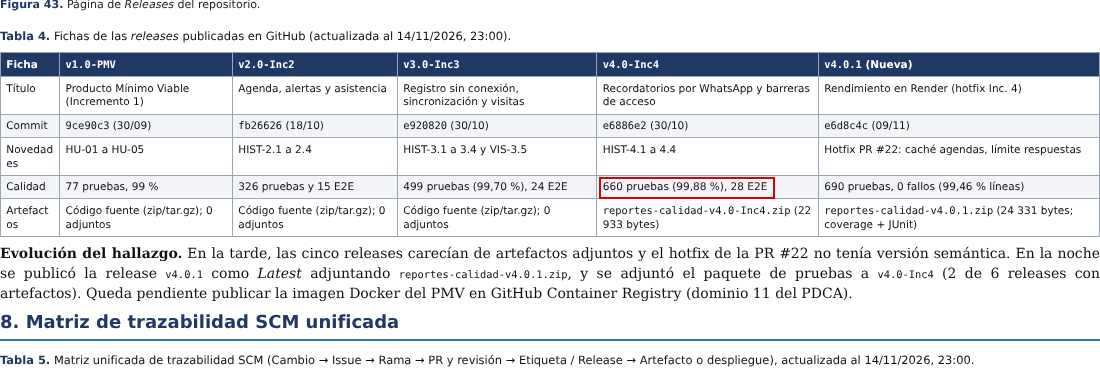 Figura 43. Página de Releases del repositorio.
Tabla 4. Fichas de las releases publicadas en GitHub (actualizada al 14/11/2026, 23:00).
Ficha v1.0-PMV v2.0-Inc2 v3.0-Inc3 v4.0-Inc4 v4.0.1 (Nueva)
Título Producto Mínimo Viable Agenda, alertas y asistencia Registro sin conexión, Recordatorios por WhatsApp y barreras Rendimiento en Render (hotfix Inc. 4)
(Incremento 1) sincronización y visitas de acceso
Commit 9ce90c3 (30/09) fb26626 (18/10) e920820 (30/10) e6886e2 (30/10) e6d8c4c (09/11)
Novedad HU-01 a HU-05 HIST-2.1 a 2.4 HIST-3.1 a 3.4 y VIS-3.5 HIST-4.1 a 4.4 Hotfix PR #22: caché agendas, límite respuestas
es
Calidad 77 pruebas, 99 % 326 pruebas y 15 E2E 499 pruebas (99,70 %), 24 E2E 660 pruebas (99,88 %), 28 E2E 690 pruebas, 0 fallos (99,46 % líneas)
Artefact Código fuente (zip/tar.gz); 0 Código fuente (zip/tar.gz); 0 Código fuente (zip/tar.gz); 0 reportes-calidad-v4.0-Inc4.zip (22 reportes-calidad-v4.0.1.zip (24 331 bytes;
os adjuntos adjuntos adjuntos 933 bytes) coverage + JUnit)
Evolución del hallazgo. En la tarde, las cinco releases carecían de artefactos adjuntos y el hotfix de la PR #22 no tenía versión semántica. En la noche
se publicó la release v4.0.1 como Latest adjuntando reportes-calidad-v4.0.1.zip, y se adjuntó el paquete de pruebas a v4.0-Inc4 (2 de 6 releases con
artefactos). Queda pendiente publicar la imagen Docker del PMV en GitHub Container Registry (dominio 11 del PDCA).
8. Matriz de trazabilidad SCM unificada
Tabla 5. Matriz unificada de trazabilidad SCM (Cambio → Issue → Rama → PR y revisión → Etiqueta / Release → Artefacto o despliegue), actualizada al 14/11/2026, 23:00.